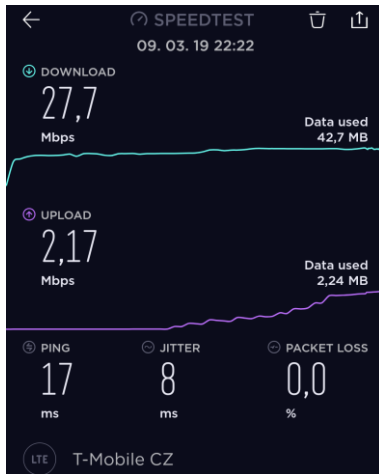 SPEEDTEST
09. 03. 19 22:22
DOWNLOAD
27,7
Mbps
Data used
42,7 MB
UPLOAD
2,17
Mbps
Data used
2,24 MB
PING JITTER PACKET LOSS
17 8 0,0
ms ms %
LTE T-Mobile CZ